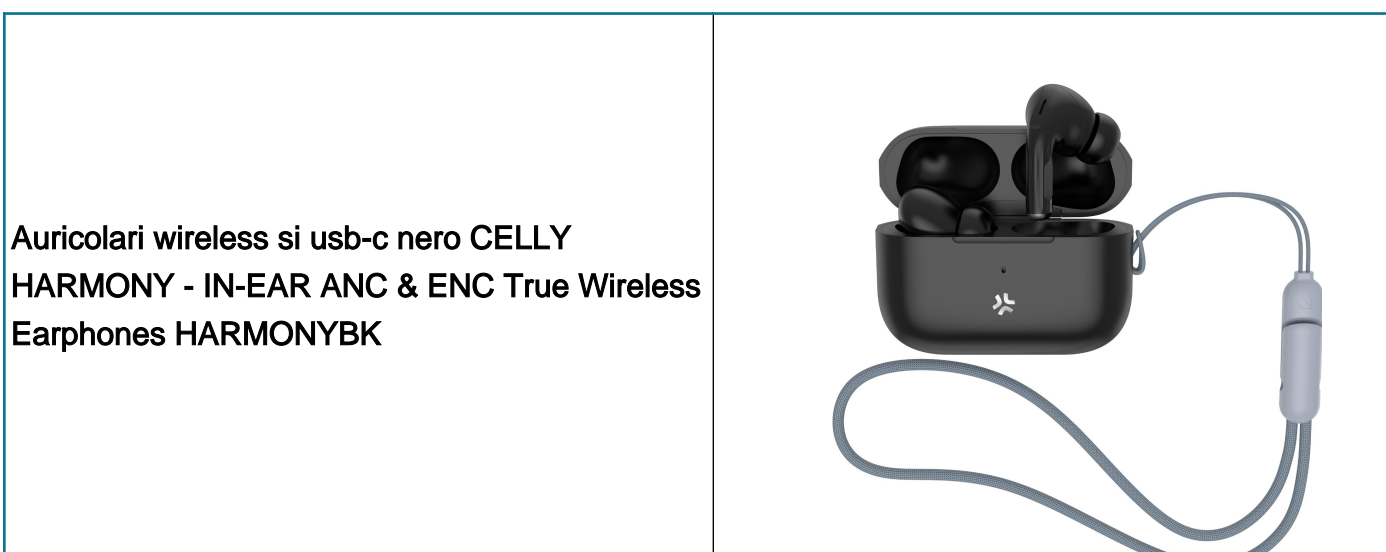 Auricolari wireless si usb-c nero CELLY
HARMONY - IN-EAR ANC & ENC True Wireless
Earphones HARMONYBK